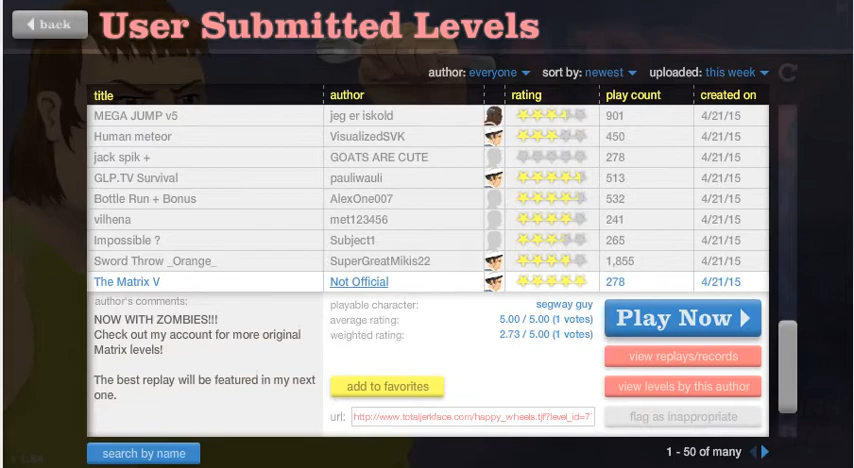 back
User Submitted Levels
author: everyone sort by: newest uploaded: this week
title author rating play count created on
MEGA JUMP v5 jeg er iskold 901 4/21/15
Human meteor VisualizedSVK 450 4/21/15
jack spik + GOATS ARE CUTE 278 4/21/15
GLP.TV Survival pauliwauli 513 4/21/15
Bottle Run + Bonus AlexOne007 532 4/21/15
vilhena met123456 241 4/21/15
Impossible ? Subject1 265 4/21/15
Sword Throw _Orange_ SuperGreatMikis22 1,855 4/21/15
The Matrix V Not Official 278 4/21/15
author's comments:
NOW WITH ZOMBIES!!!
Check out my account for more original
Matrix levels!
The best replay will be featured in my next
one.
playable character: segway guy
average rating: 5.00 / 5.00 (1 votes)
weighted rating: 2.73 / 5.00 (1 votes)
add to favorites
url: http://www.totaljerkface.com/happy_wheels.tjf?level_id=7
Play Now
view replays/records
view levels by this author
flag as inappropriate
search by name
1 - 50 of many